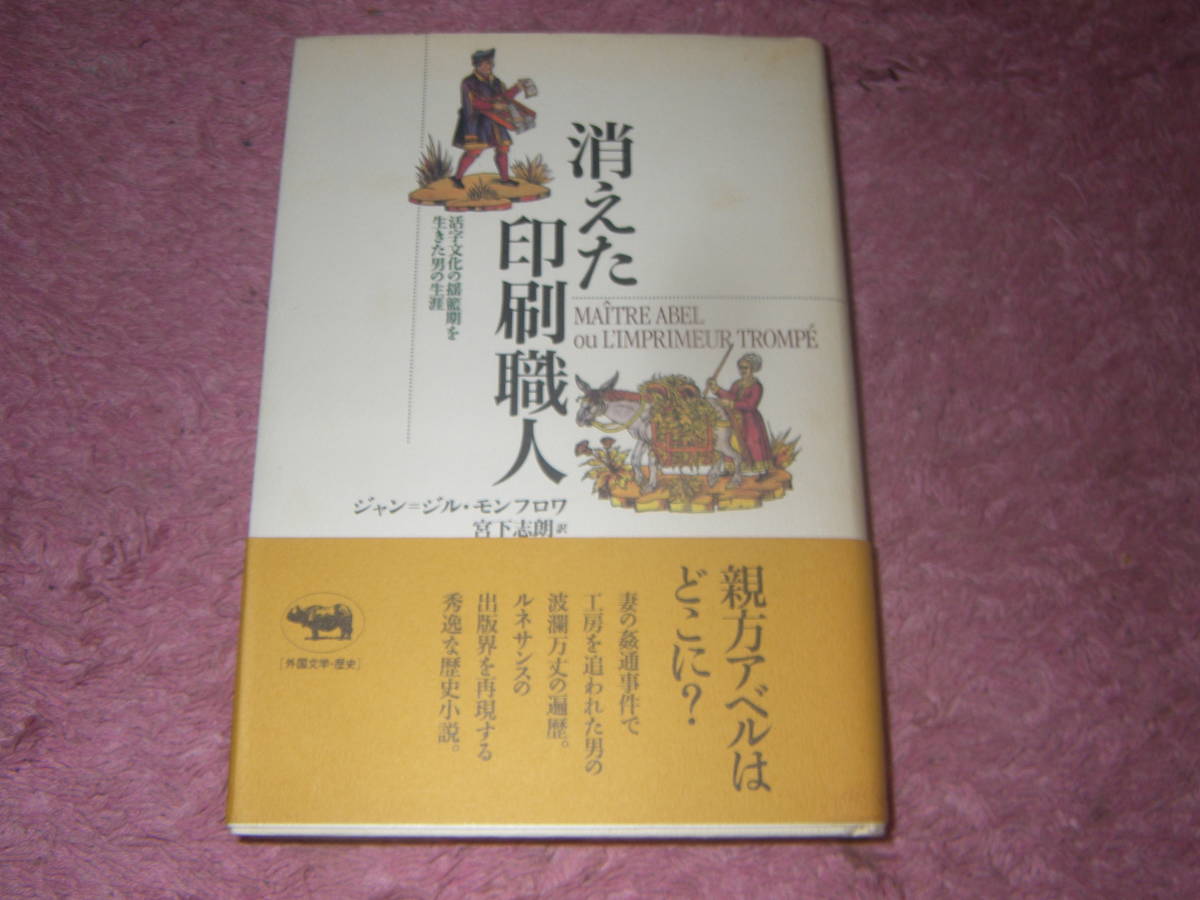 消えた
印刷職人
活字文化の揺籃期を
生きた男の生涯
MAÎTRE ABEL
ou L'IMPRIMEUR TROMPÉ
ジャン=ジル・モンフロワ
宮下志朗 訳
親方アベルは
どこに?
妻の姦通事件で
工房を追われた男の
波瀾万丈の遍歴。
ルネサンスの
出版界を再現する
秀逸な歴史小説。
[外国文学・歴史]